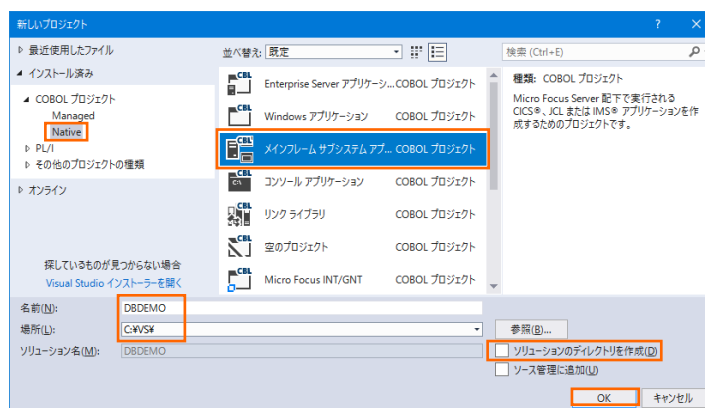 新しいプロジェクト
? ×
最近使用したファイル
インストール済み
COBOL プロジェクト
Managed
Native
PL/I
その他のプロジェクトの種類
オンライン
探しているものが見つからない場合
Visual Studio インストーラーを開く
並べ替え: 既定
CBL Enterprise Server アプリケーシ... COBOL プロジェクト
CBL Windows アプリケーション COBOL プロジェクト
CBL メインフレーム サブシステム アプ... COBOL プロジェクト
CBL コンソール アプリケーション COBOL プロジェクト
CBL リンク ライブラリ COBOL プロジェクト
CBL 空のプロジェクト COBOL プロジェクト
CBL Micro Focus INT/GNT COBOL プロジェクト
検索 (Ctrl+E)
種類: COBOL プロジェクト
Micro Focus Server 配下で実行される
CICS®、JCL または IMS® アプリケーションを作
成するためのプロジェクトです。
名前(N): DBDEMO
場所(L): C:¥VS¥
ソリューション名(M): DBDEMO
参照(B)...
ソリューションのディレクトリを作成(D)
ソース管理に追加(U)
OK キャンセル